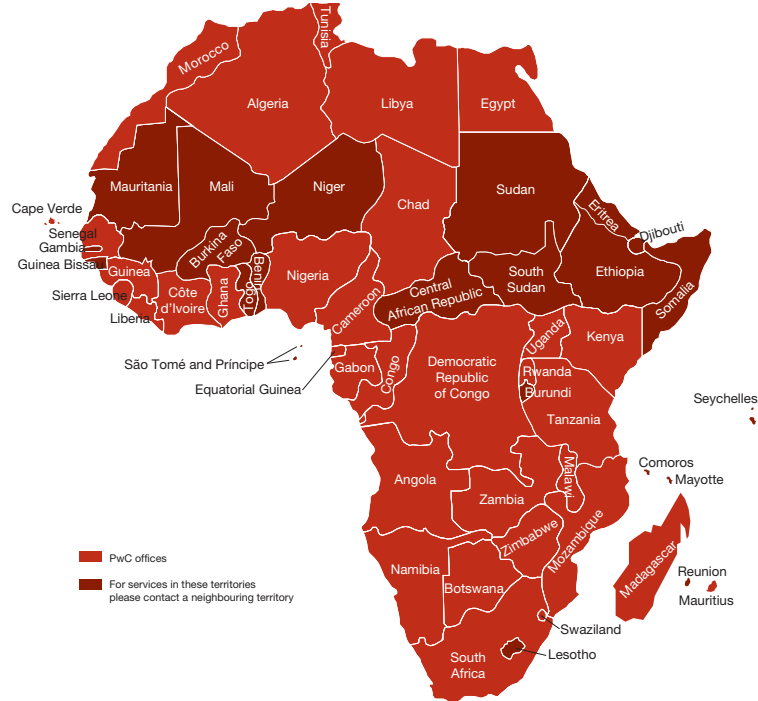 Tunisia
Morocco
Algeria
Libya
Egypt
Mauritania
Mali
Niger
Chad
Sudan
Eritrea
Djibouti
Cape Verde
Senegal
Gambia
Guinea Bissau
Guinea
Sierra Leone
Liberia
Côte
d'Ivoire
Burkina
Faso
Ghana
Togo
Benin
Nigeria
Cameroon
Central
African Republic
South
Sudan
Ethiopia
Somalia
São Tomé and Príncipe
Equatorial Guinea
Gabon
Congo
Democratic
Republic
of Congo
Uganda
Kenya
Rwanda
Burundi
Tanzania
Seychelles
Comoros
Mayotte
Angola
Zambia
Malawi
Mozambique
Zimbabwe
Namibia
Botswana
Madagascar
Reunion
Mauritius
Swaziland
Lesotho
South
Africa
PwC offices
For services in these territories
please contact a neighbouring territory